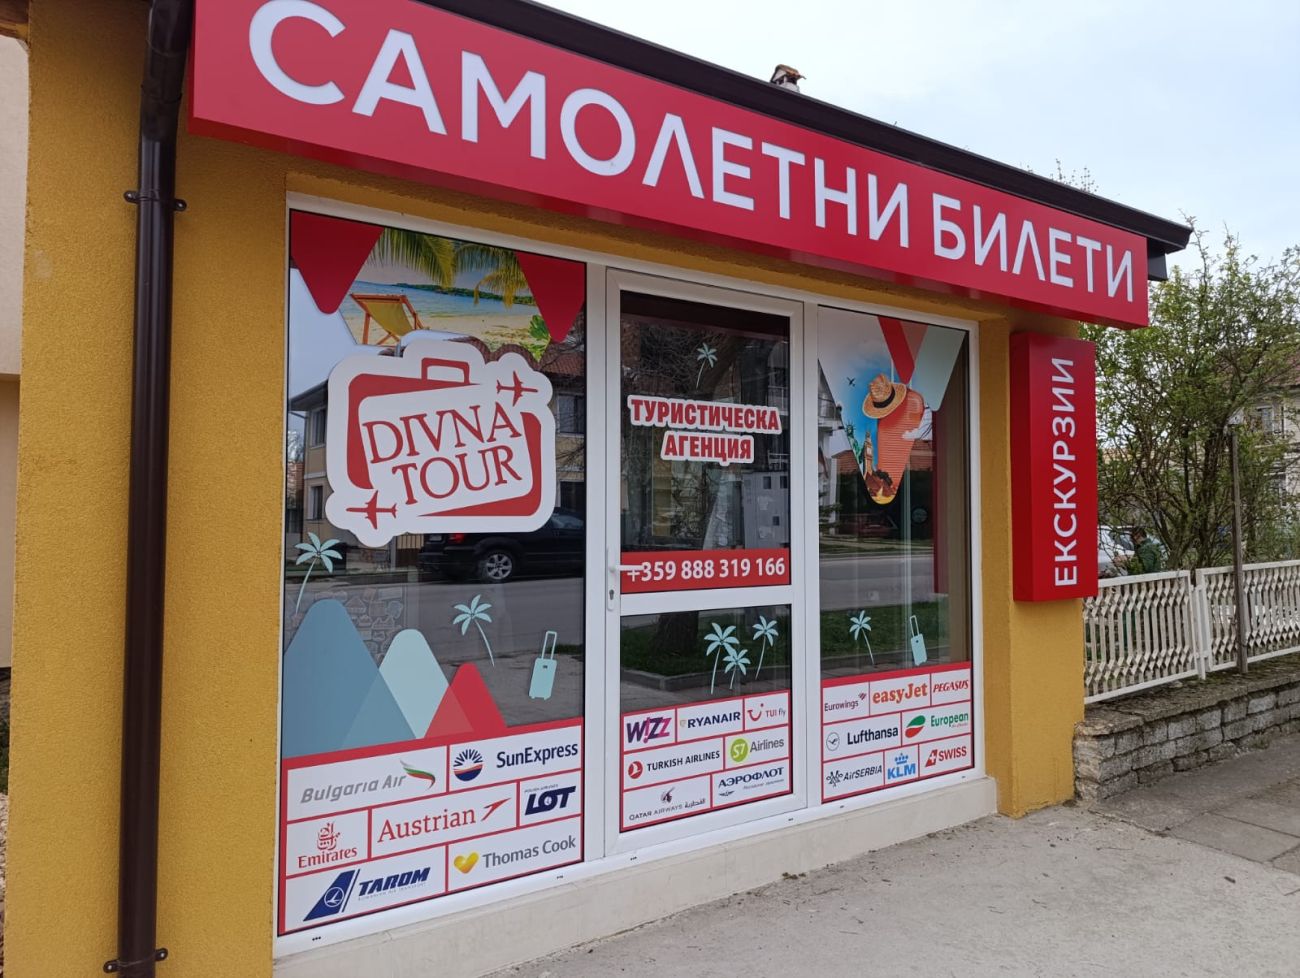 САМОЛЕТНИ БИЛЕТИ
ЕКСКУРЗИИ
DIVNA
TOUR
ТУРИСТИЧЕСКА
АГЕНЦИЯ
+359 888 319 166
Bulgaria Air
SunExpress
Emirates
Austrian
LOT
TAROM
Thomas Cook
WIZZ
RYANAIR
TUI fly
TURKISH AIRLINES
S7 Airlines
QATAR AIRWAYS القطرية
АЭРОФЛОТ
Eurowings
easyJet
PEGASUS
Lufthansa
European
AirSERBIA
KLM
SWISS